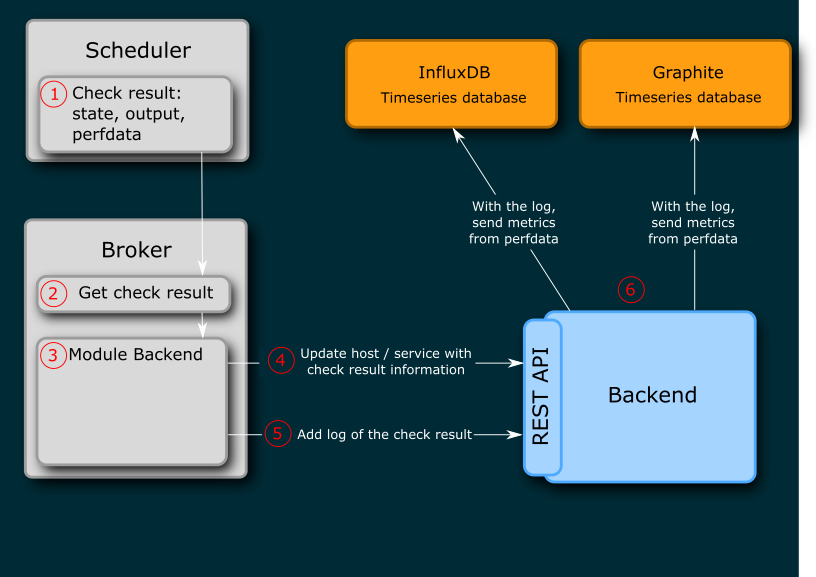 Scheduler
1 Check result:
state, output,
perfdata
InfluxDB
Timeseries database
Graphite
Timeseries database
With the log,
send metrics
from perfdata
With the log,
send metrics
from perfdata
Broker
2 Get check result
3 Module Backend
4 Update host / service with
check result information
5 Add log of the check result
6
REST API
Backend